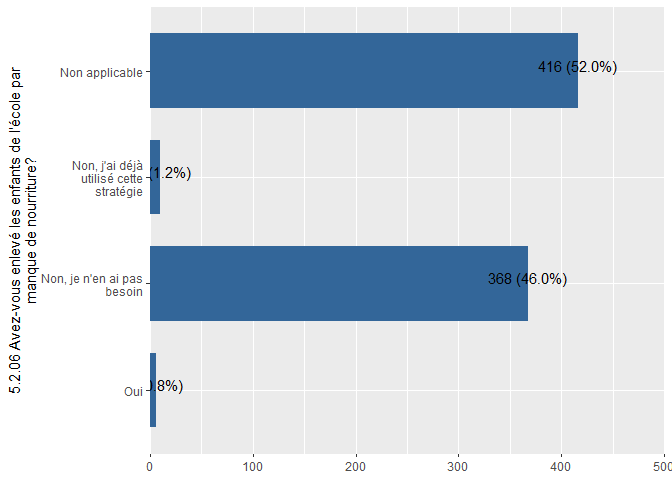 5.2.06 Avez-vous enlevé les enfants de l'école par
manque de nourriture?
Non applicable
416 (52.0%)
Non, j'ai déjà
utilisé cette
stratégie
(1.2%)
Non, je n'en ai pas
besoin
368 (46.0%)
Oui
.8%)
0
100
200
300
400
500